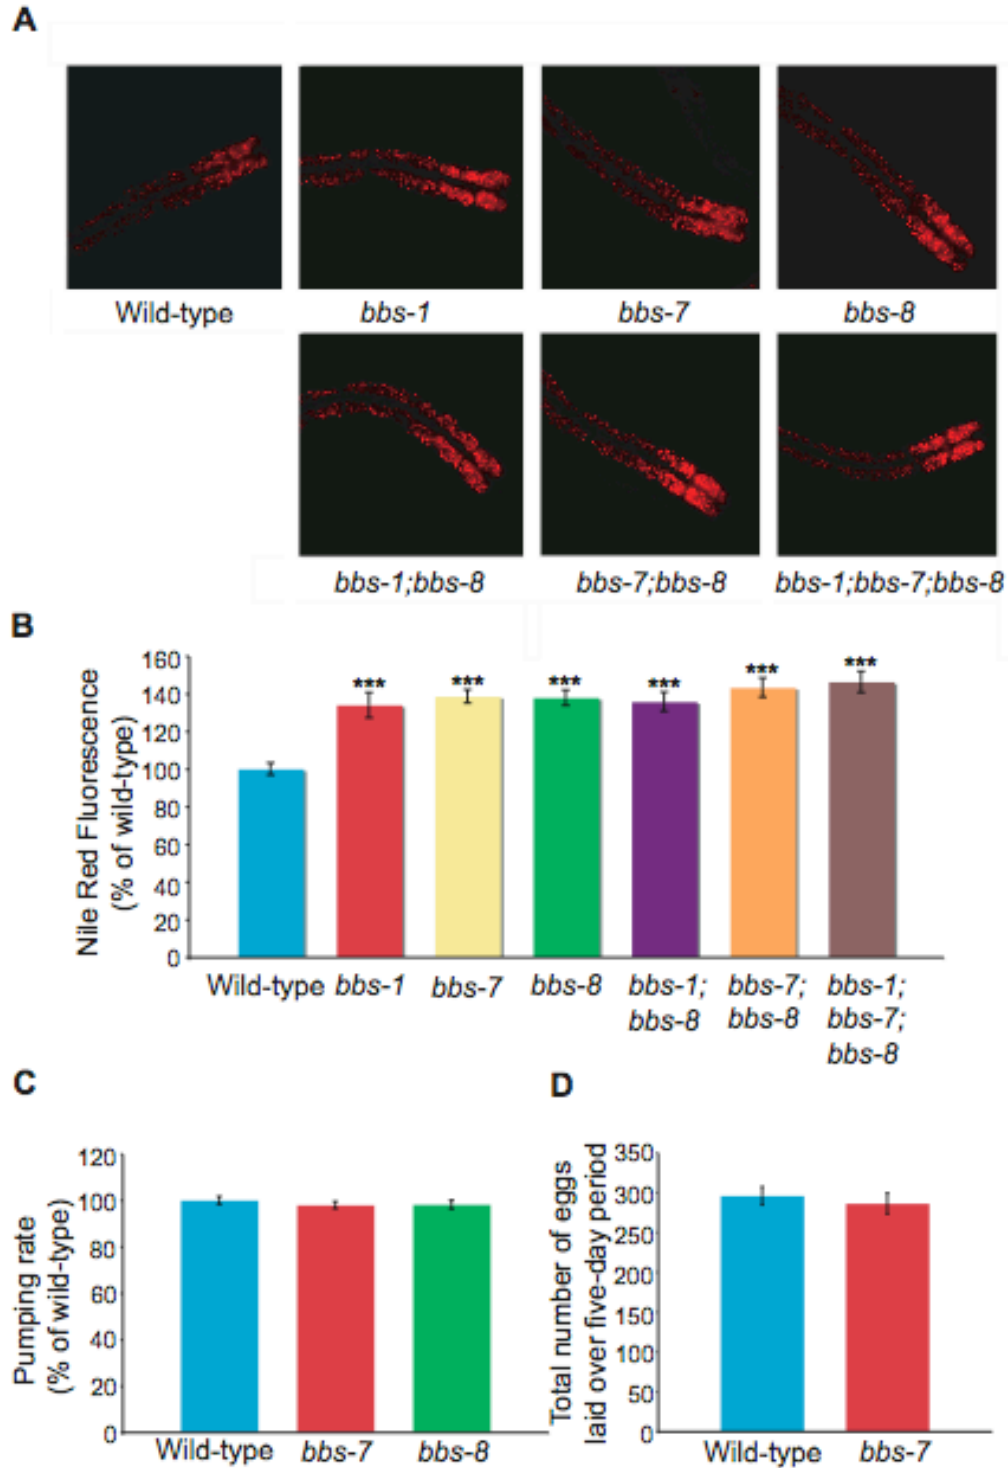 A
Wild-type
bbs-1
bbs-7
bbs-8
bbs-1;bbs-8
bbs-7;bbs-8
bbs-1;bbs-7;bbs-8
B
Nile Red Fluorescence
(% of wild-type)
160
140
120
100
80
60
40
20
0
***
***
***
***
***
***
Wild-type
bbs-1
bbs-7
bbs-8
bbs-1;
bbs-8
bbs-7;
bbs-8
bbs-1;
bbs-7;
bbs-8
C
Pumping rate
(% of wild-type)
120
100
80
60
40
20
0
Wild-type
bbs-7
bbs-8
D
Total number of eggs
laid over five-day period
350
300
250
200
150
100
50
0
Wild-type
bbs-7